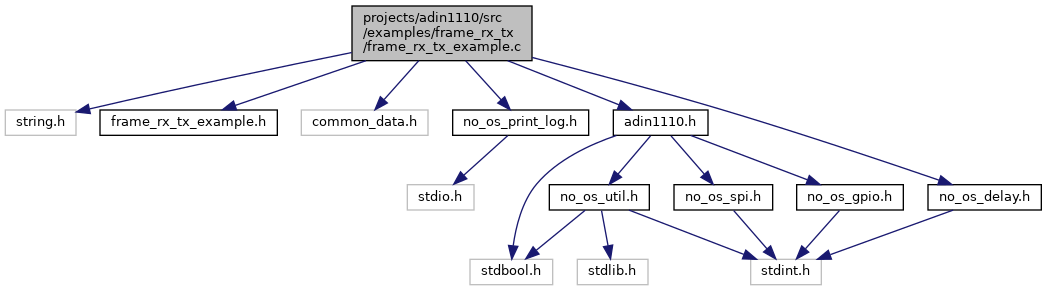 projects/adin1110/src
/examples/frame_rx_tx
/frame_rx_tx_example.c
string.h
frame_rx_tx_example.h
common_data.h
no_os_print_log.h
adin1110.h
stdio.h
no_os_util.h
no_os_spi.h
no_os_gpio.h
no_os_delay.h
stdbool.h
stdlib.h
stdint.h